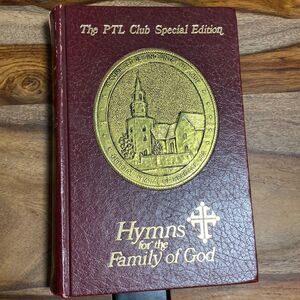 The PTL Club Special Edition
Hymns
for the
Family of God